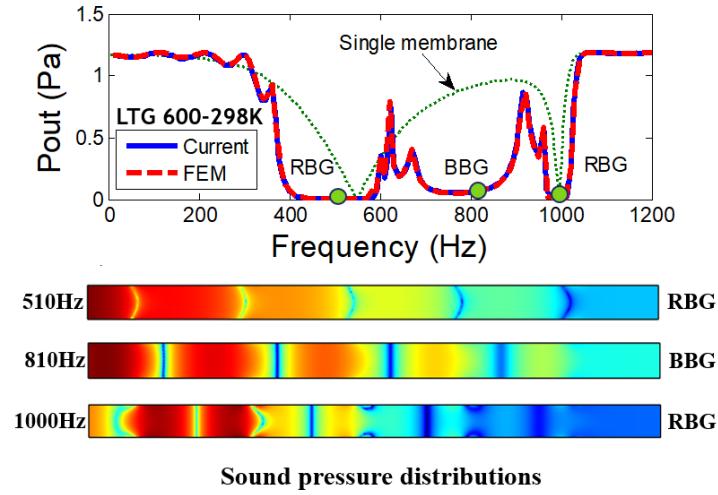 1.5
Pout (Pa)
1
0.5
0
Single membrane
LTG 600-298K
Current
FEM
RBG
BBG
RBG
0 200 400 600 800 1000 1200
Frequency (Hz)
510Hz RBG
810Hz BBG
1000Hz RBG
Sound pressure distributions